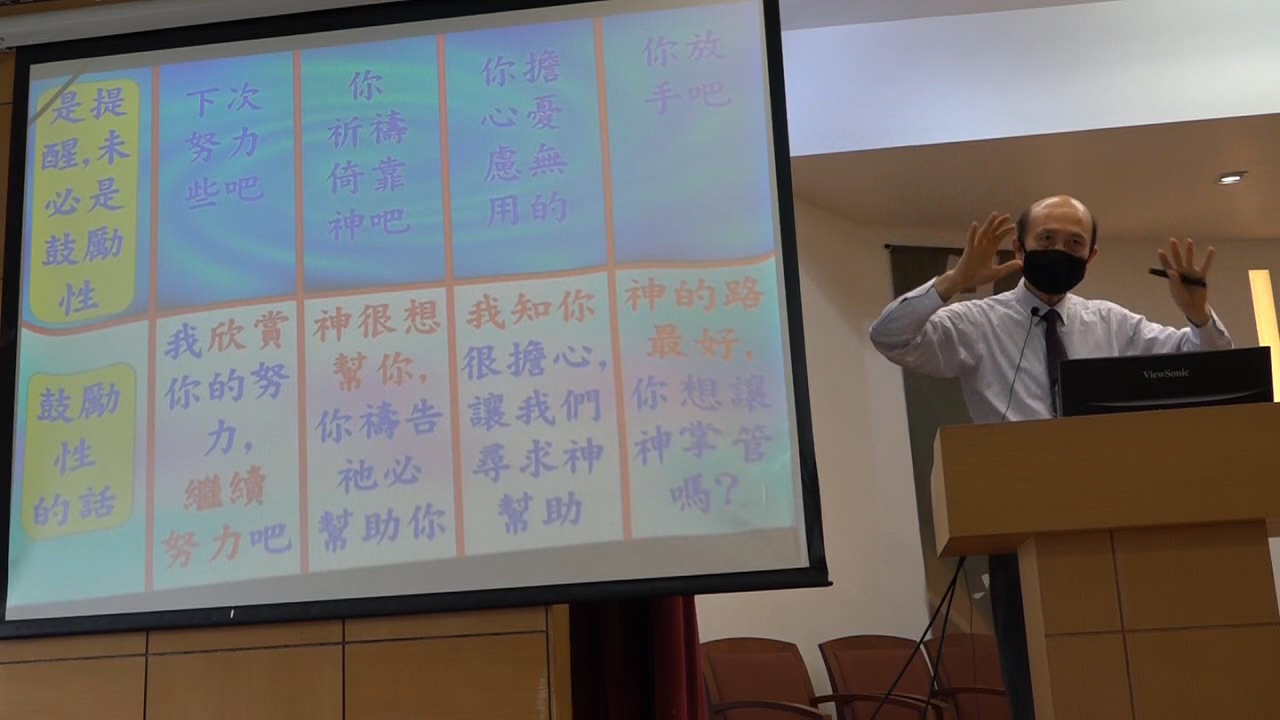 是提
醒,未
必是
鼓勵
性
下次
努力
些吧
你
祈禱
倚靠
神吧
你擔
心憂
慮無
用的
你放
手吧
鼓勵
性
的話
我欣賞
你的努
力,
繼續
努力吧
神很想
幫你,
你禱告
祂必
幫助你
我知你
很擔心,
讓我們
尋求神
幫助
神的路
最好,
你想讓
神掌管
嗎?
ViewSonic